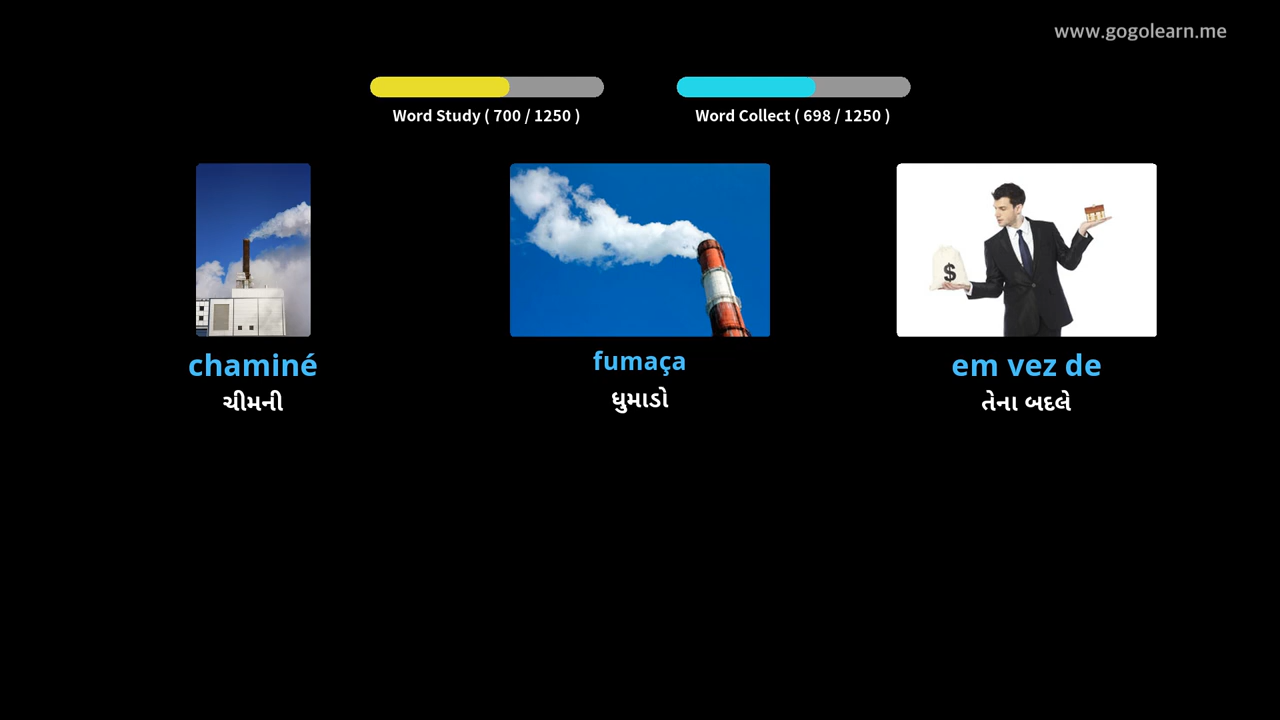 www.gogolearn.me
Word Study ( 700 / 1250 )
Word Collect ( 698 / 1250 )
chaminé
ચીમની
fumaça
ધુમાડો
em vez de
તેના બદલે
$